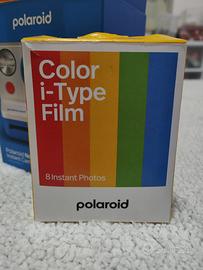 polaroid
Color
i-Type
Film
8 Instant Photos
polaroid